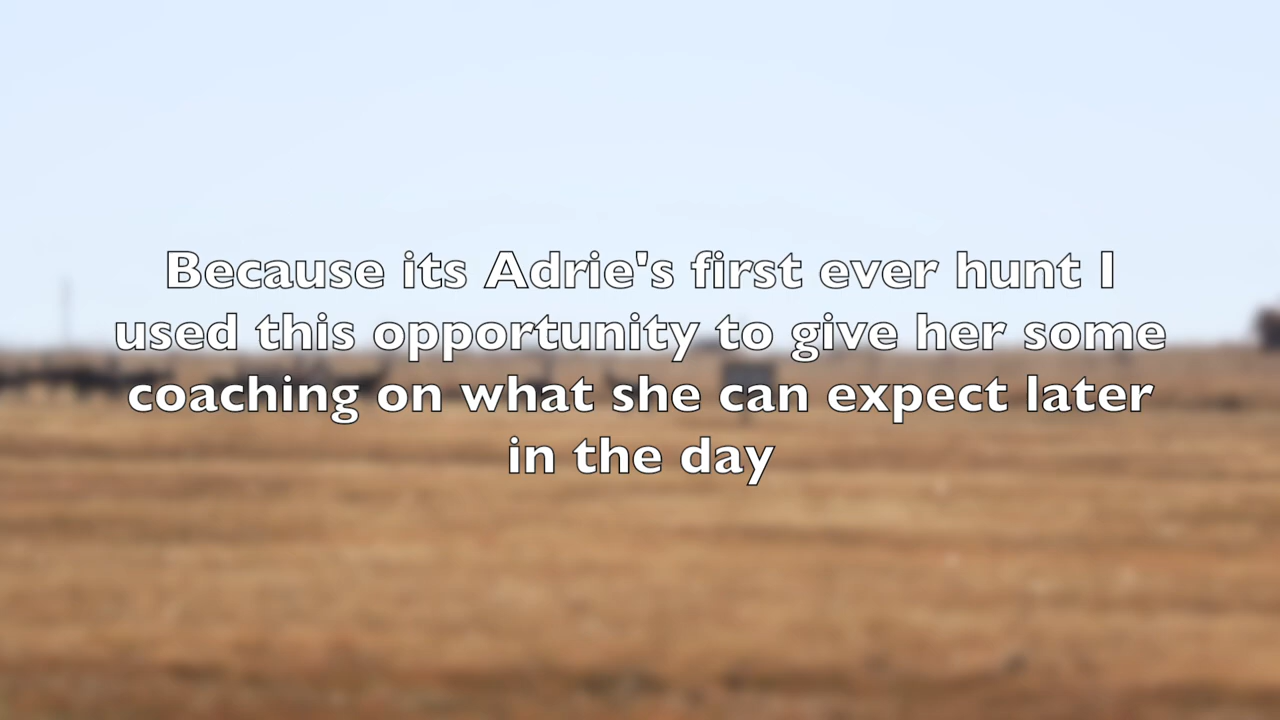 Because its Adrie's first ever hunt I
used this opportunity to give her some
coaching on what she can expect later
in the day